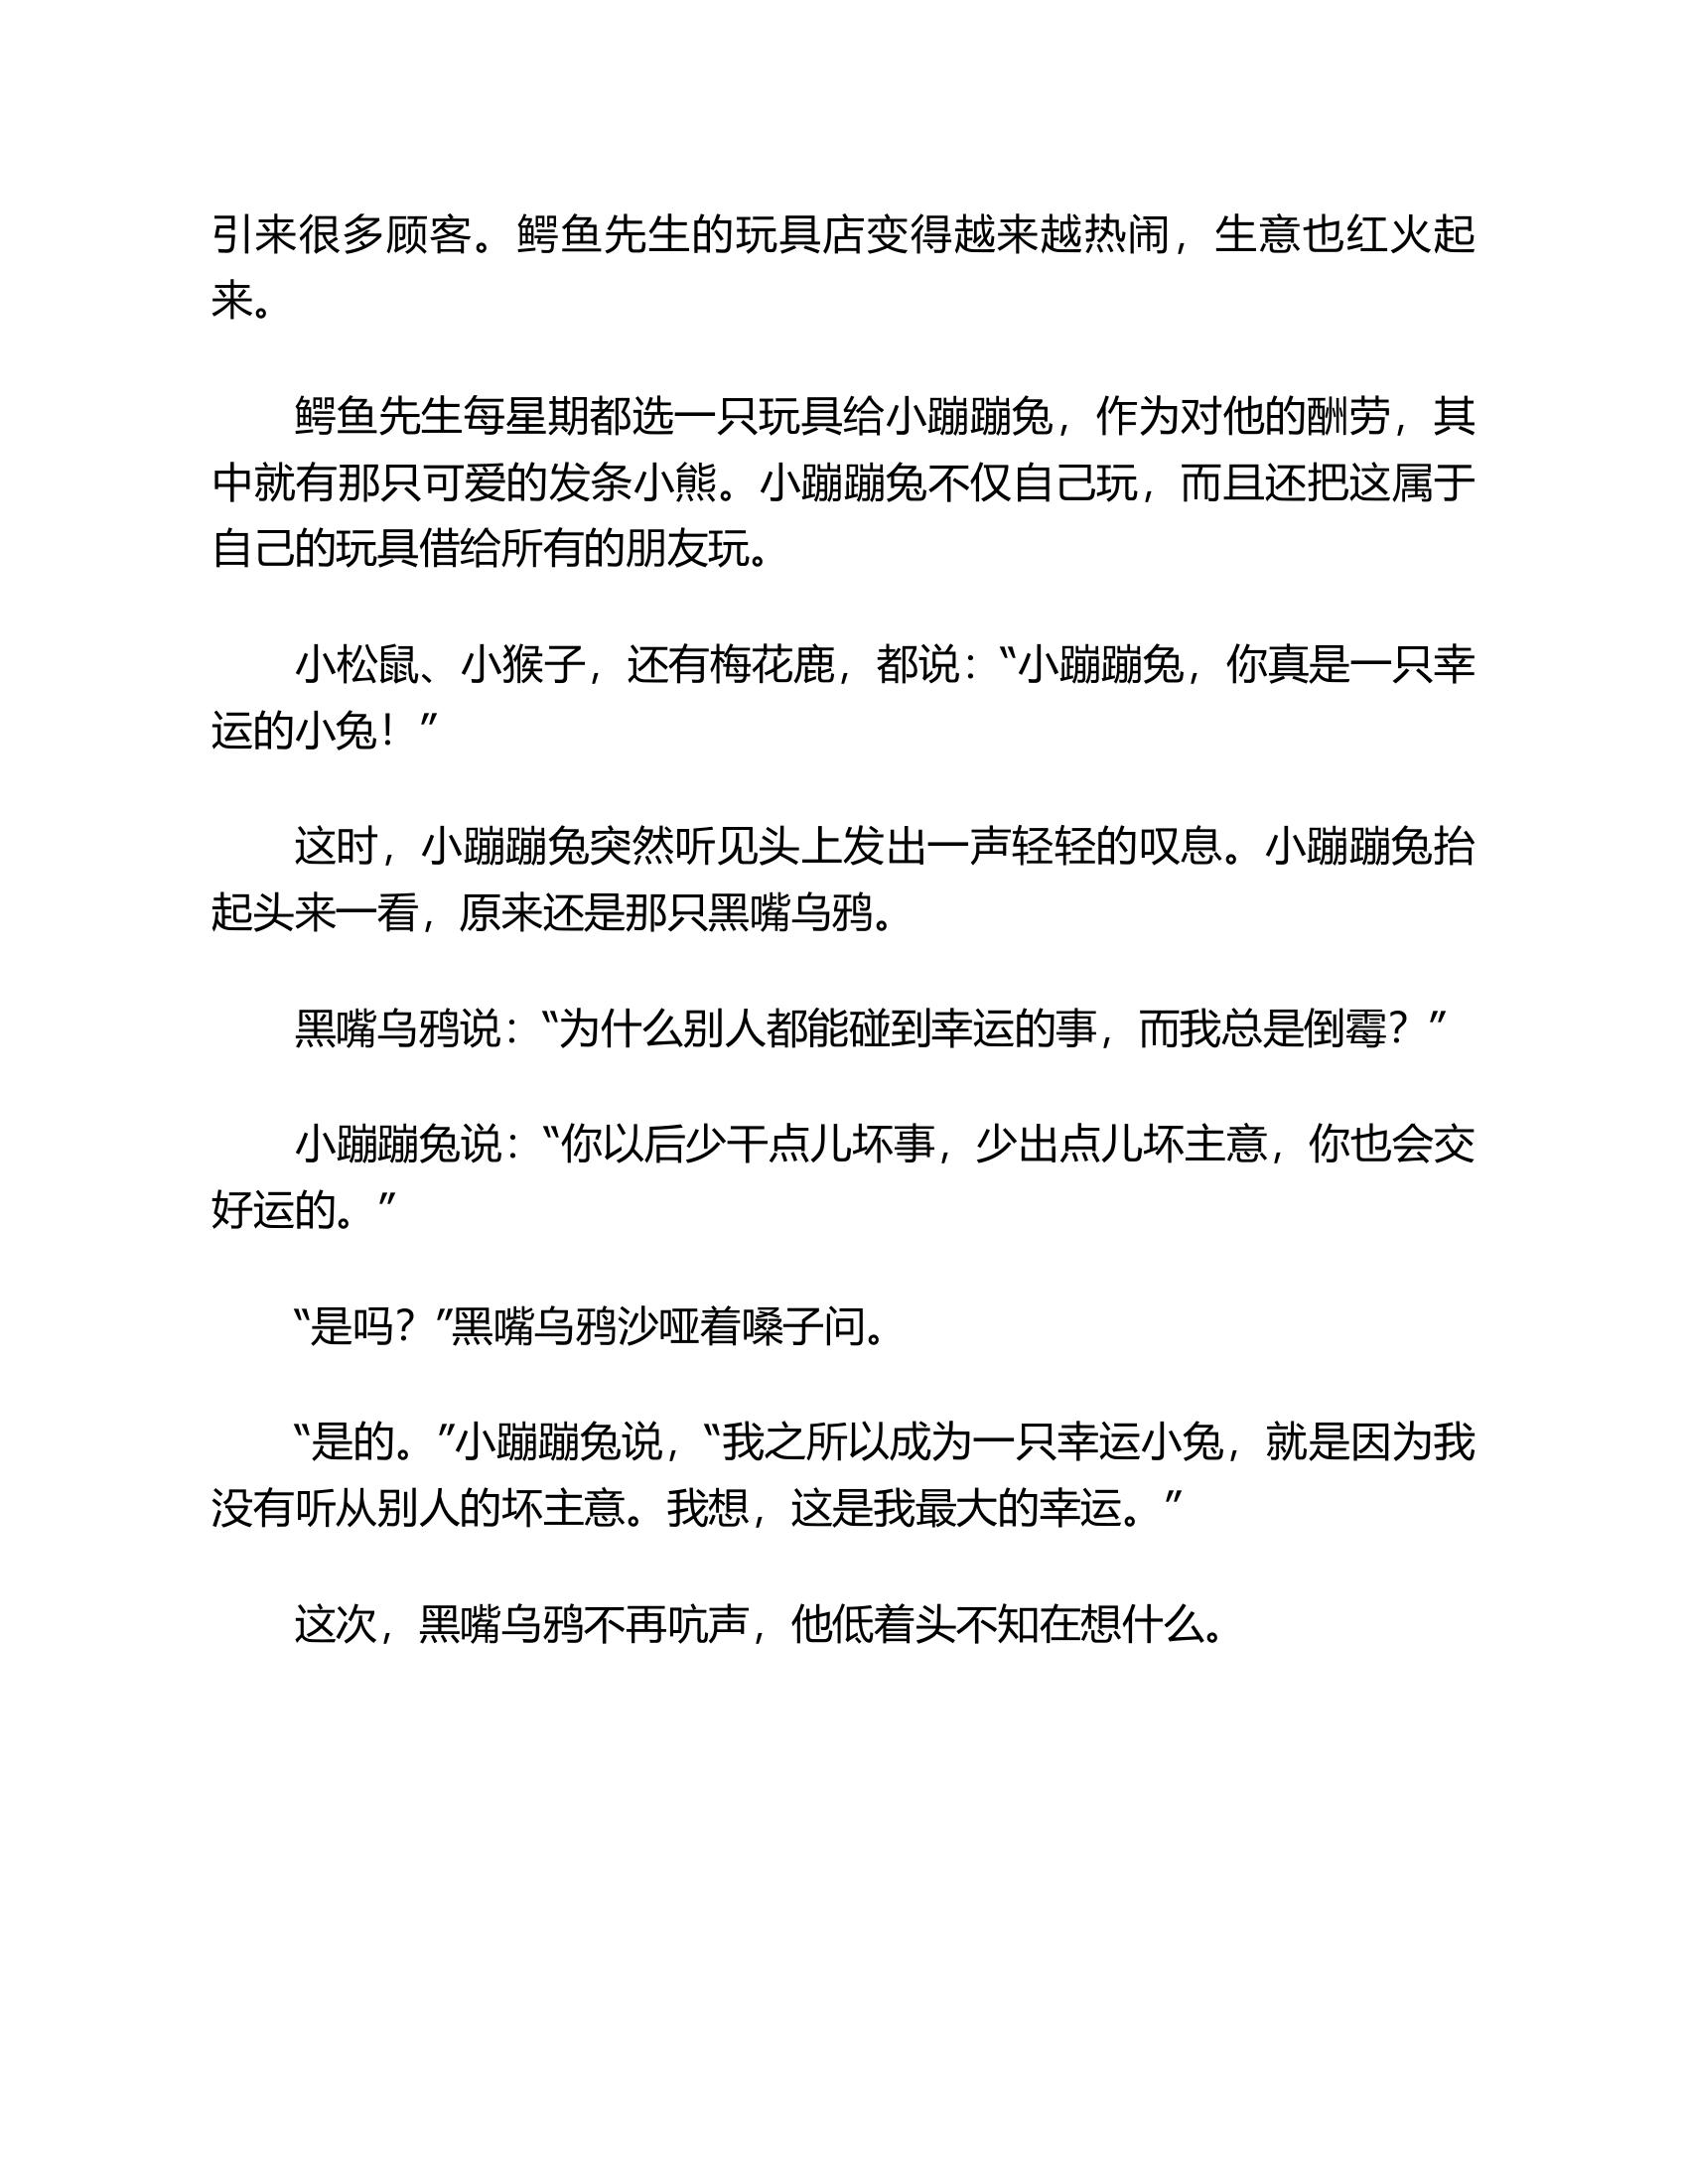 引来很多顾客。鳄鱼先生的玩具店变得越来越热闹，生意也红火起
来。
鳄鱼先生每星期都选一只玩具给小蹦蹦兔，作为对他的酬劳，其
中就有那只可爱的发条小熊。小蹦蹦兔不仅自己玩，而且还把这属于
自己的玩具借给所有的朋友玩。
小松鼠、小猴子，还有梅花鹿，都说：“小蹦蹦兔，你真是一只幸
运的小兔！”
这时，小蹦蹦兔突然听见头上发出一声轻轻的叹息。小蹦蹦兔抬
起头来一看，原来还是那只黑嘴乌鸦。
黑嘴乌鸦说：“为什么别人都能碰到幸运的事，而我总是倒霉？”
小蹦蹦兔说：“你以后少干点儿坏事，少出点儿坏主意，你也会交
好运的。”
“是吗？”黑嘴乌鸦沙哑着嗓子问。
“是的。”小蹦蹦兔说，“我之所以成为一只幸运小兔，就是因为我
没有听从别人的坏主意。我想，这是我最大的幸运。”
这次，黑嘴乌鸦不再吭声，他低着头不知在想什么。